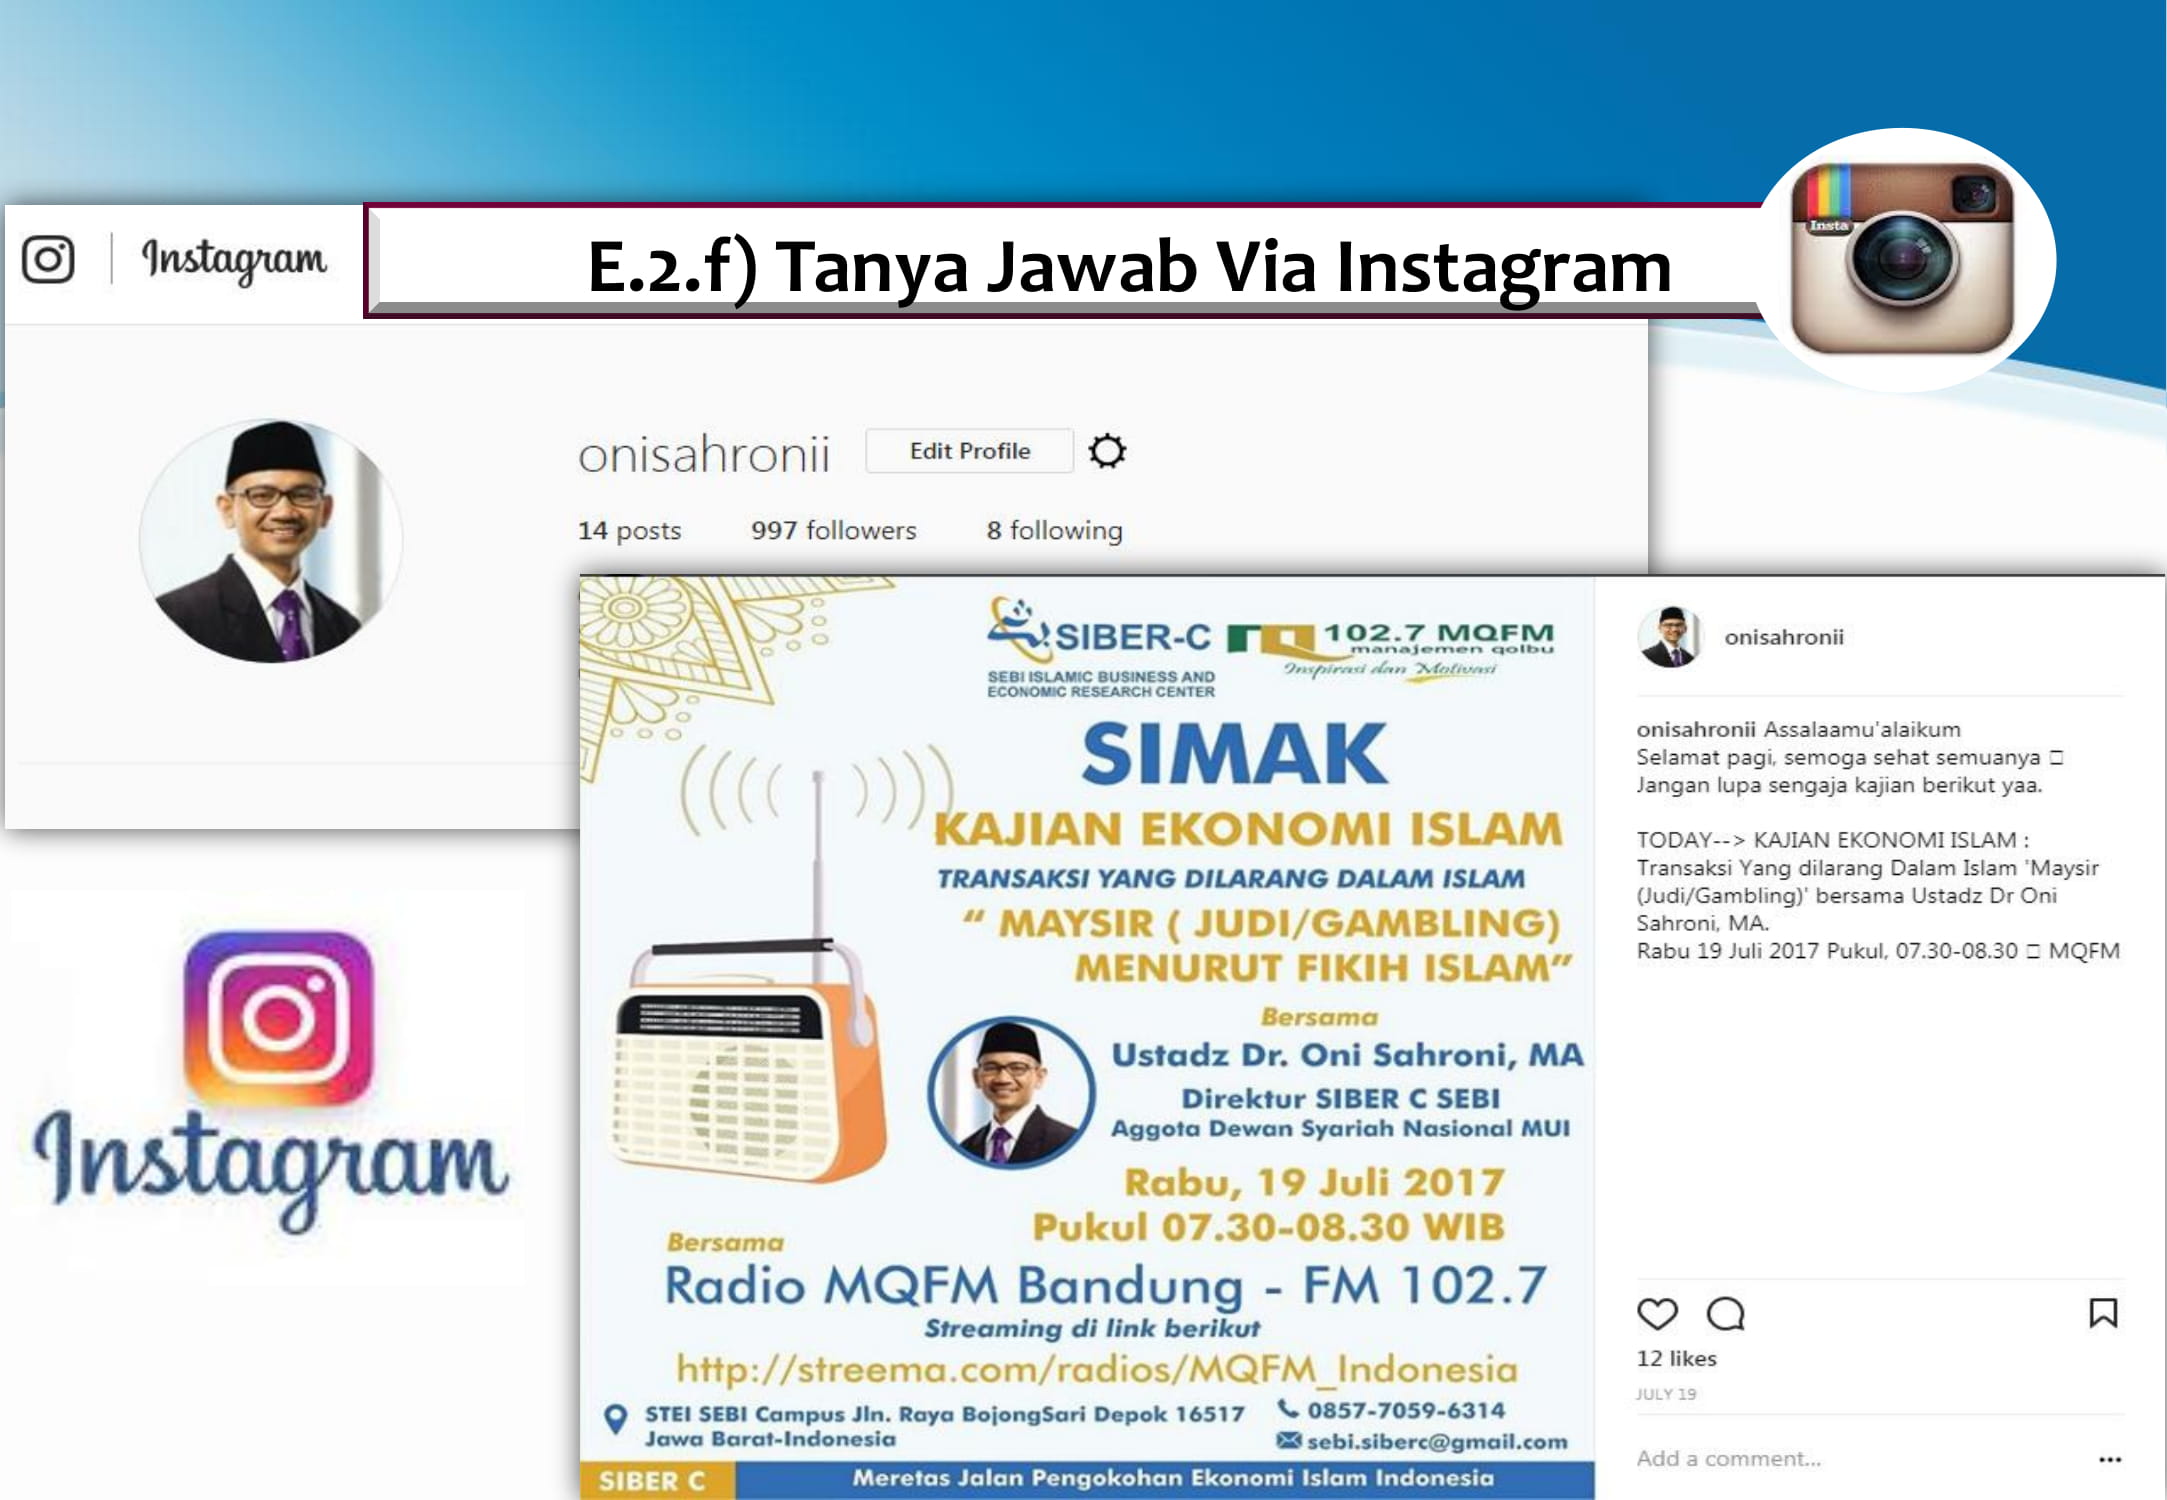 E.2.f) Tanya Jawab Via Instagram
Insta
Instagram
onisahronii
Edit Profile
14 posts
997 followers
8 following
Instagram
SIBER-C
SEBI ISLAMIC BUSINESS AND
ECONOMIC RESEARCH CENTER
102.7 MQFM
manajemen qolbu
Inspirasi dan Motivasi
SIMAK
KAJIAN EKONOMI ISLAM
TRANSAKSI YANG DILARANG DALAM ISLAM
“ MAYSIR ( JUDI/GAMBLING)
MENURUT FIKIH ISLAM”
Bersama
Ustadz Dr. Oni Sahroni, MA
Direktur SIBER C SEBI
Aggota Dewan Syariah Nasional MUI
Rabu, 19 Juli 2017
Pukul 07.30-08.30 WIB
Bersama
Radio MQFM Bandung - FM 102.7
Streaming di link berikut
http://streema.com/radios/MQFM_Indonesia
STEI SEBI Campus Jln. Raya BojongSari Depok 16517
Jawa Barat-Indonesia
0857-7059-6314
sebi.siberc@gmail.com
SIBER C
Meretas Jalan Pengokohan Ekonomi Islam Indonesia
onisahronii
onisahronii Assalaamu'alaikum
Selamat pagi, semoga sehat semuanya
Jangan lupa sengaja kajian berikut yaa.
TODAY--> KAJIAN EKONOMI ISLAM :
Transaksi Yang dilarang Dalam Islam 'Maysir
(Judi/Gambling)' bersama Ustadz Dr Oni
Sahroni, MA.
Rabu 19 Juli 2017 Pukul, 07.30-08.30 MQFM
12 likes
JULY 19
Add a comment...